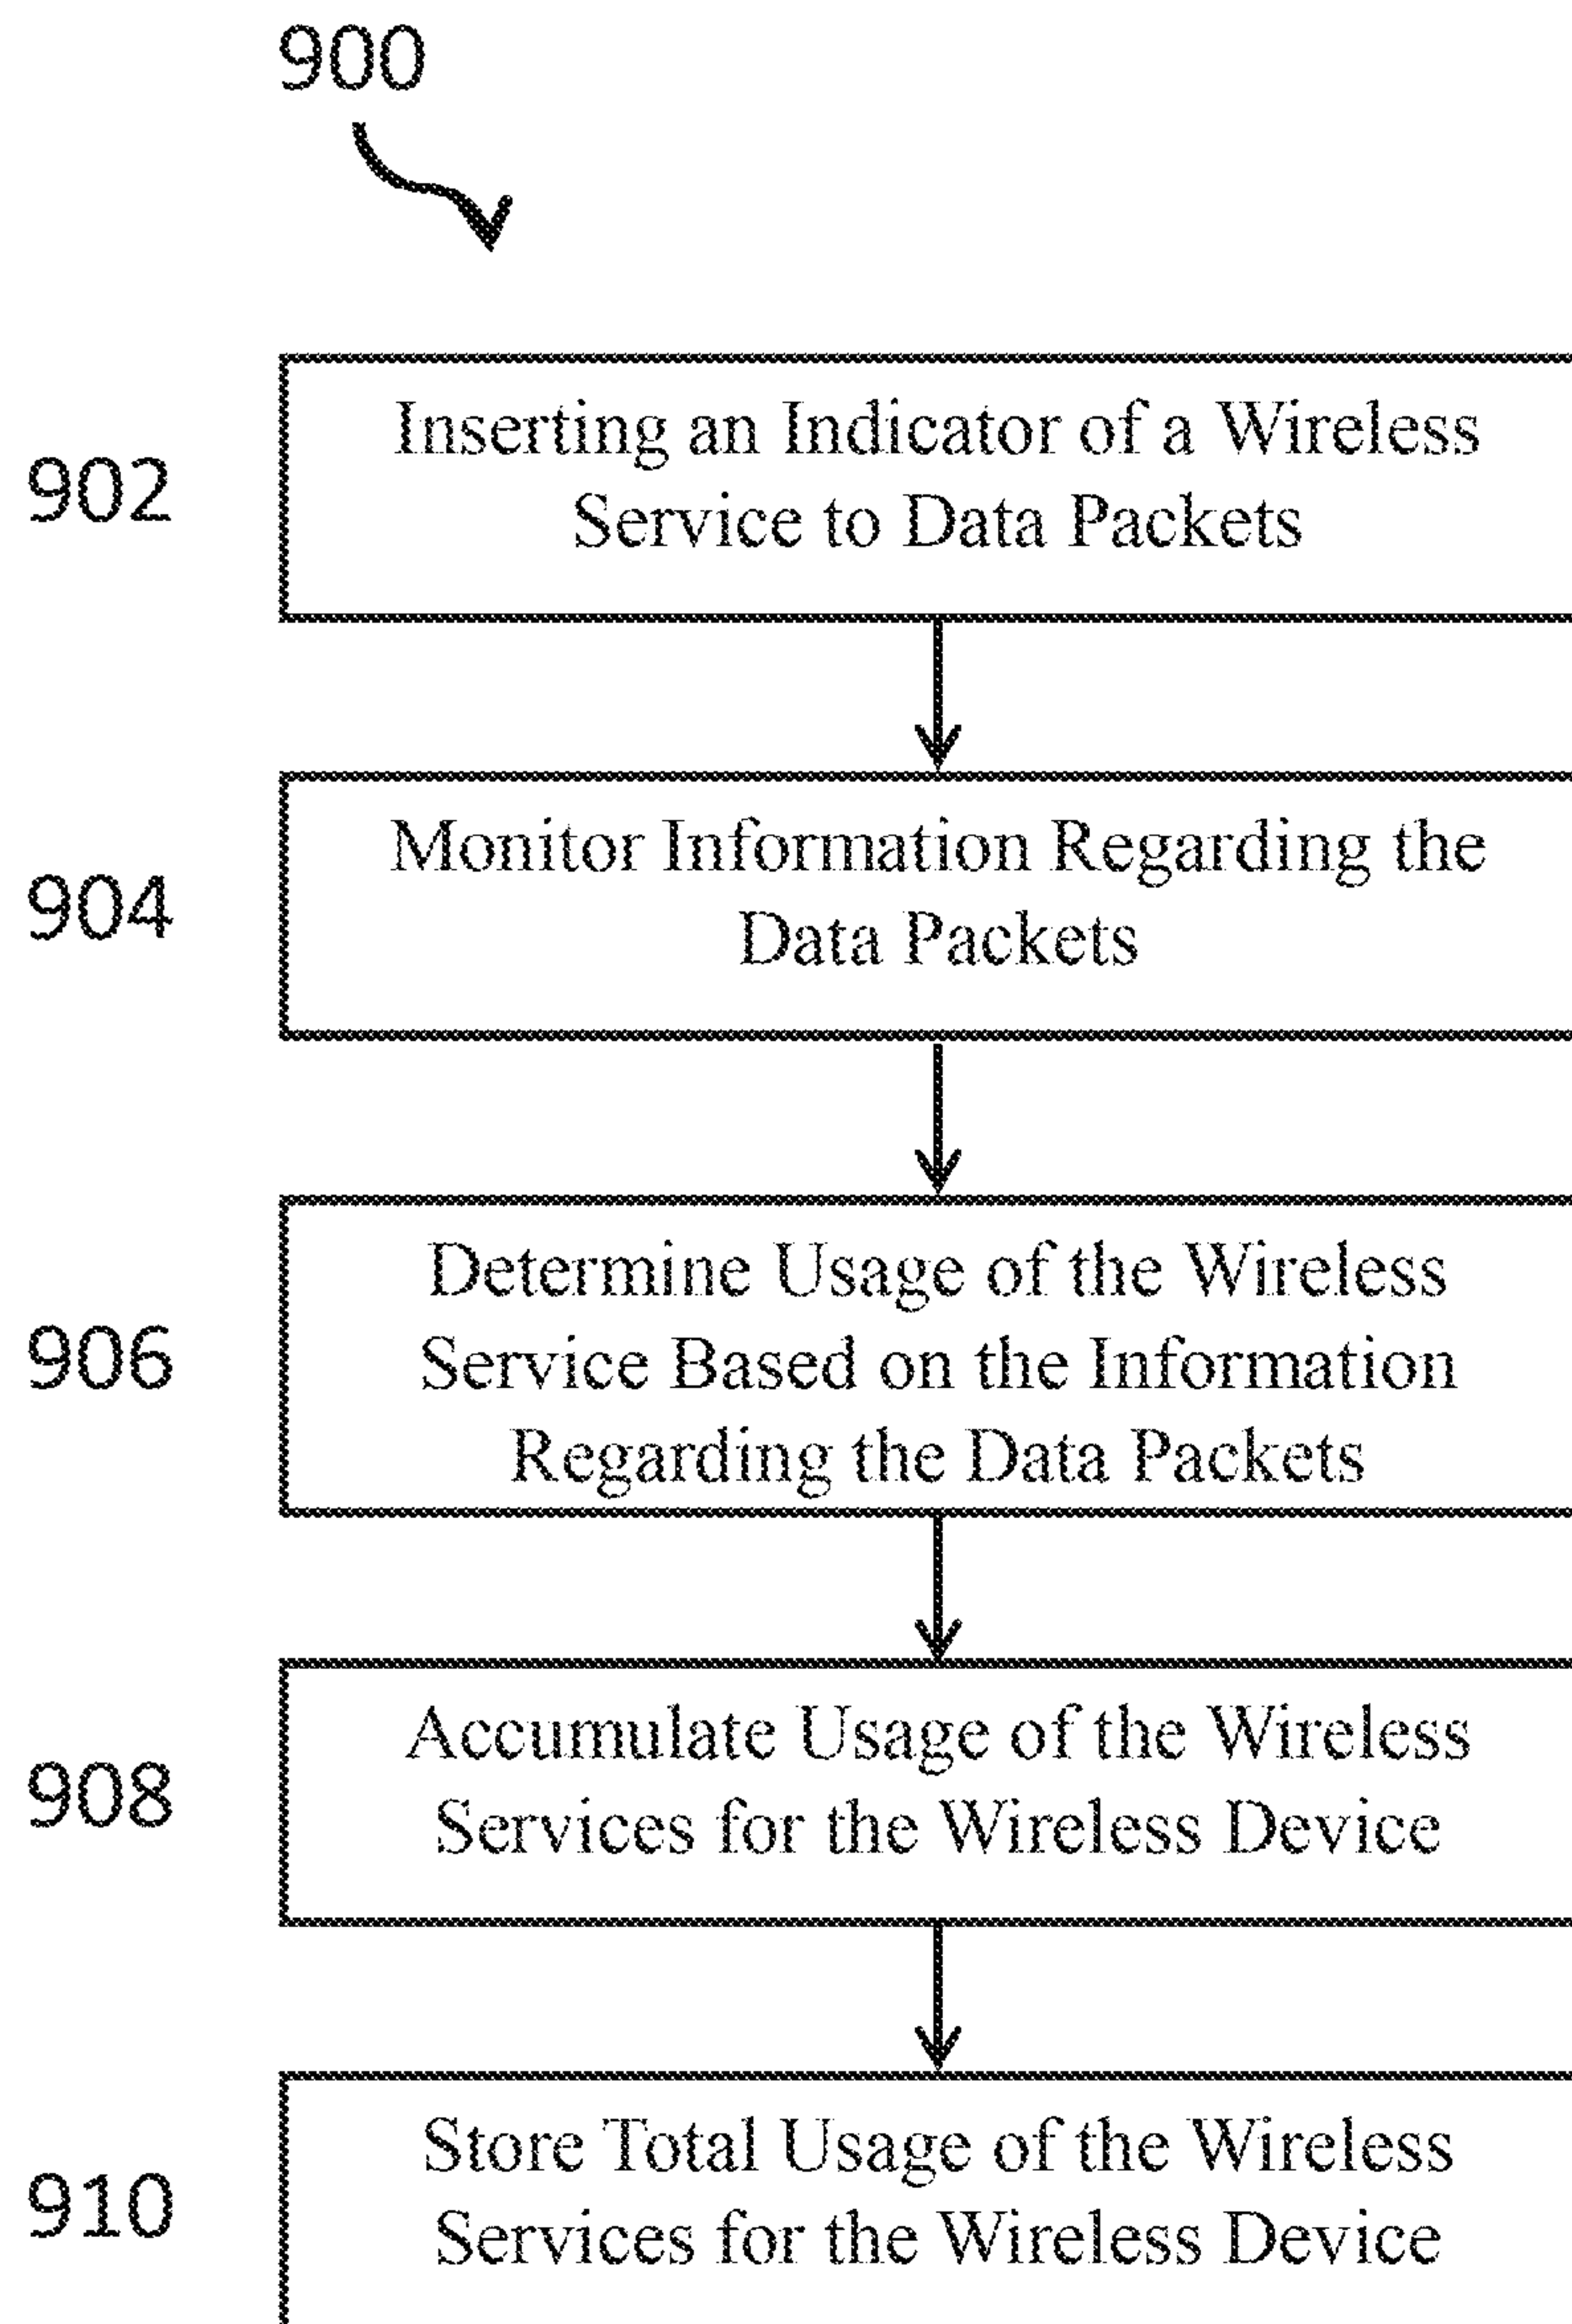 900
902
Inserting an Indicator of a Wireless
Service to Data Packets
904
Monitor Information Regarding the
Data Packets
906
Determine Usage of the Wireless
Service Based on the Information
Regarding the Data Packets
908
Accumulate Usage of the Wireless
Services for the Wireless Device
910
Store Total Usage of the Wireless
Services for the Wireless Device